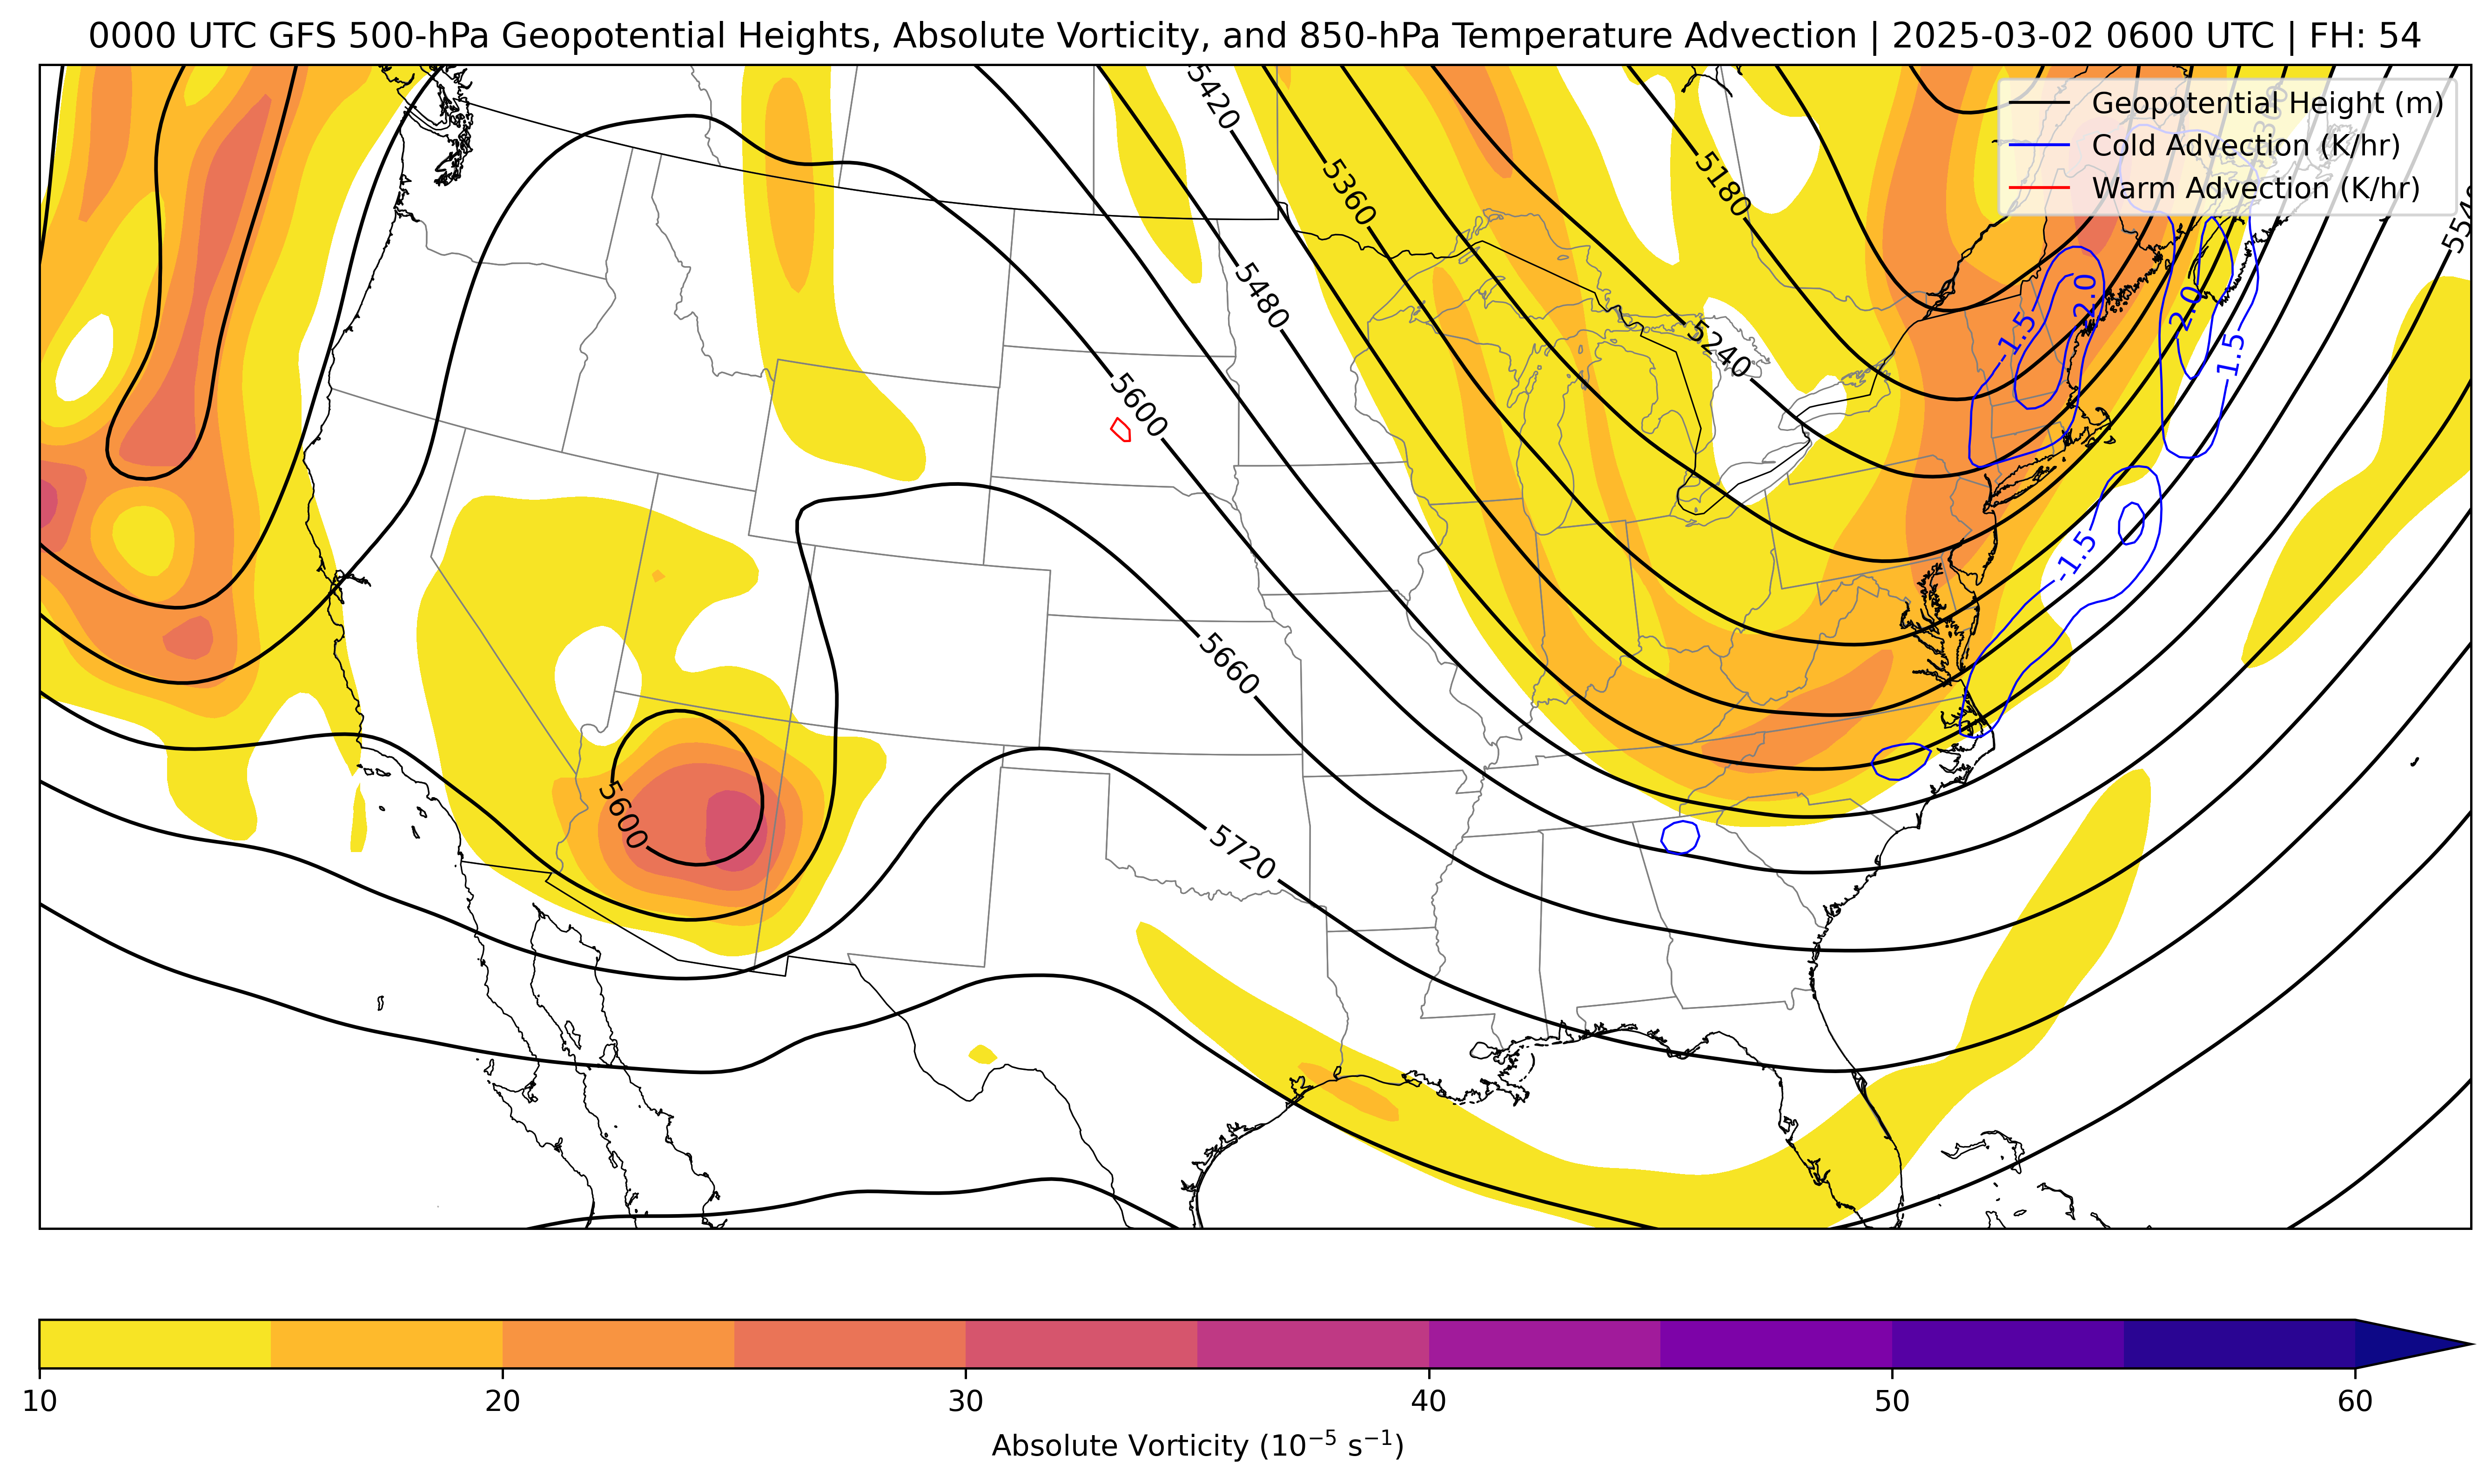 0000 UTC GFS 500-hPa Geopotential Heights, Absolute Vorticity, and 850-hPa Temperature Advection | 2025-03-02 0600 UTC | FH: 54
Geopotential Height (m)
Cold Advection (K/hr)
Warm Advection (K/hr)
5420
5360
5180
5480
5240
5600
5660
5720
5600
-1.5
-2.0
-2.0
-1.5
-1.5
10 20 30 40 50 60
Absolute Vorticity (10⁻⁵ s⁻¹)